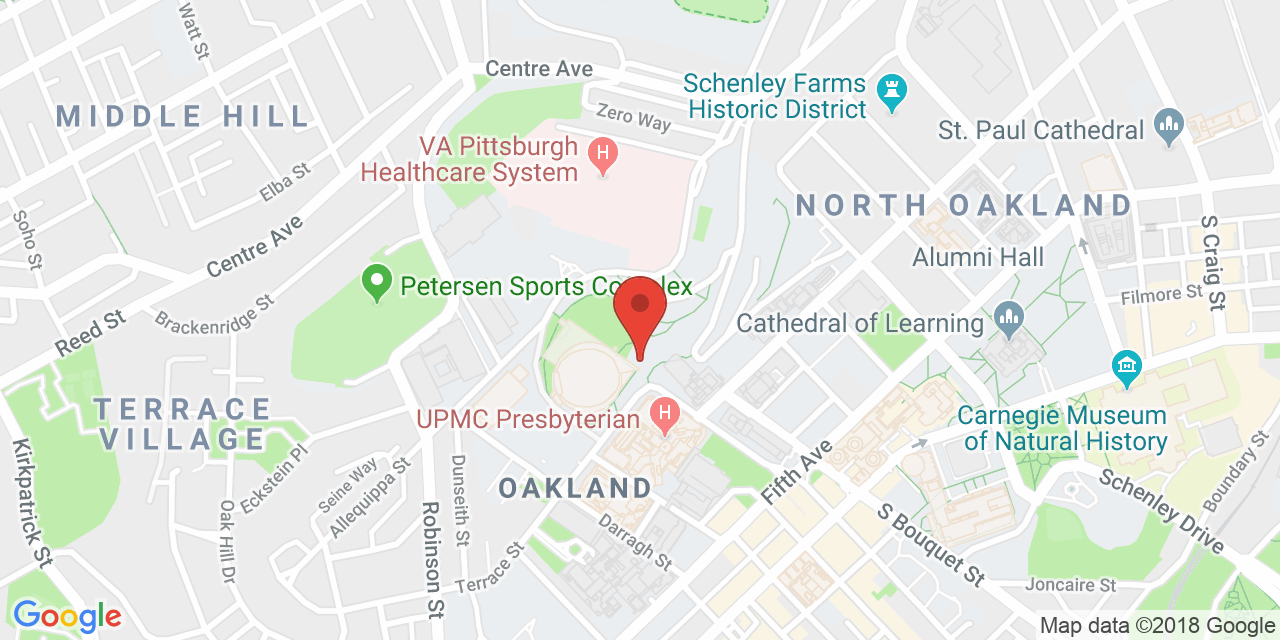 Watt St
Centre Ave
Schenley Farms
Historic District
MIDDLE HILL
Zero Way
St. Paul Cathedral
VA Pittsburgh
Healthcare System
Elba St
NORTH OAKLAND
Soho St
Centre Ave
S Craig St
Alumni Hall
Petersen Sports Complex
Filmore St
Brackenridge St
Reed St
Cathedral of Learning
TERRACE
VILLAGE
UPMC Presbyterian
Carnegie Museum
of Natural History
Kirkpatrick St
Eckstein Pl
Seine Way
Allequippa St
Dunseith St
Fifth Ave
Boundary St
OAKLAND
Oak Hill Dr
Robinson St
Darragh St
S Bouquet St
Schenley Drive
Terrace St
Joncaire St
Google
Map data ©2018 Google
H
H